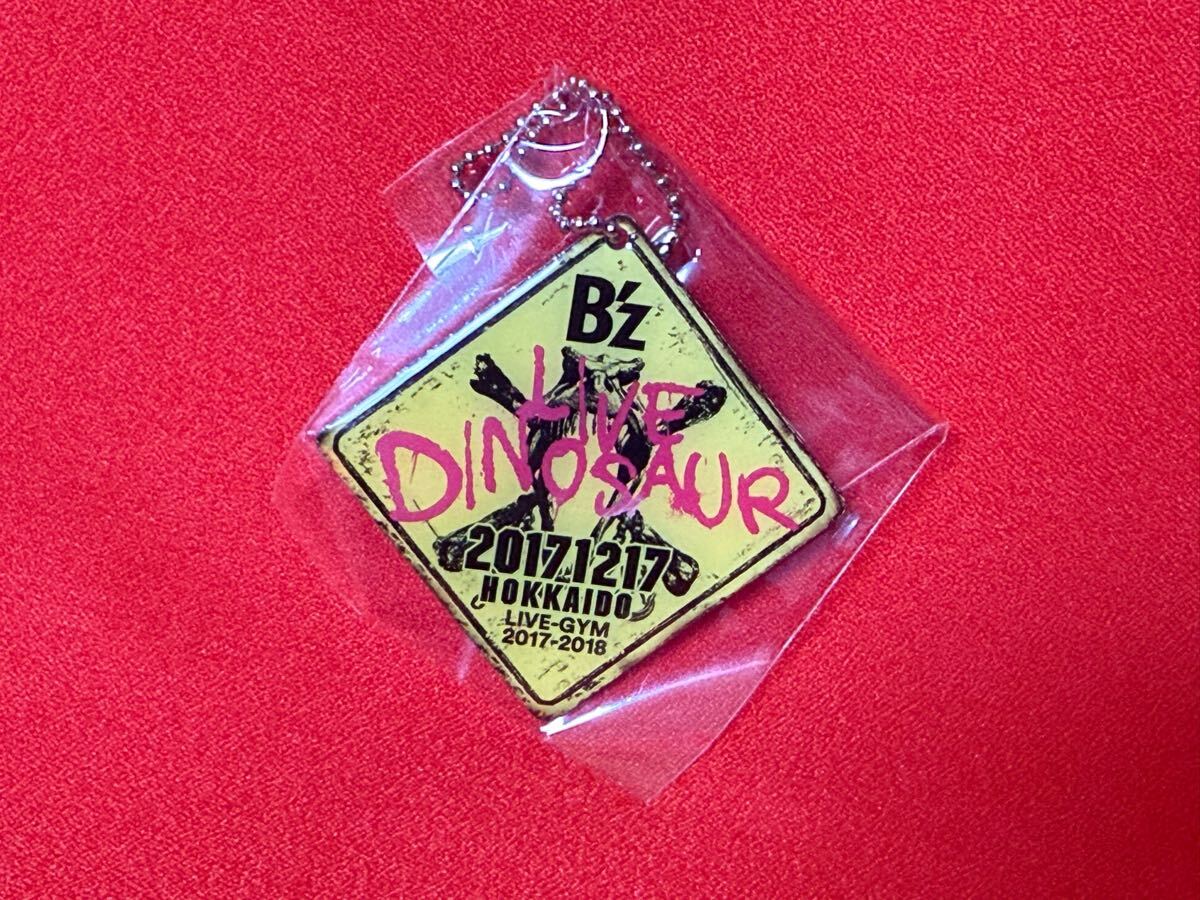 B'z
LIVE
DINOSAUR
20171217
HOKKAIDO
LIVE-GYM
2017-2018